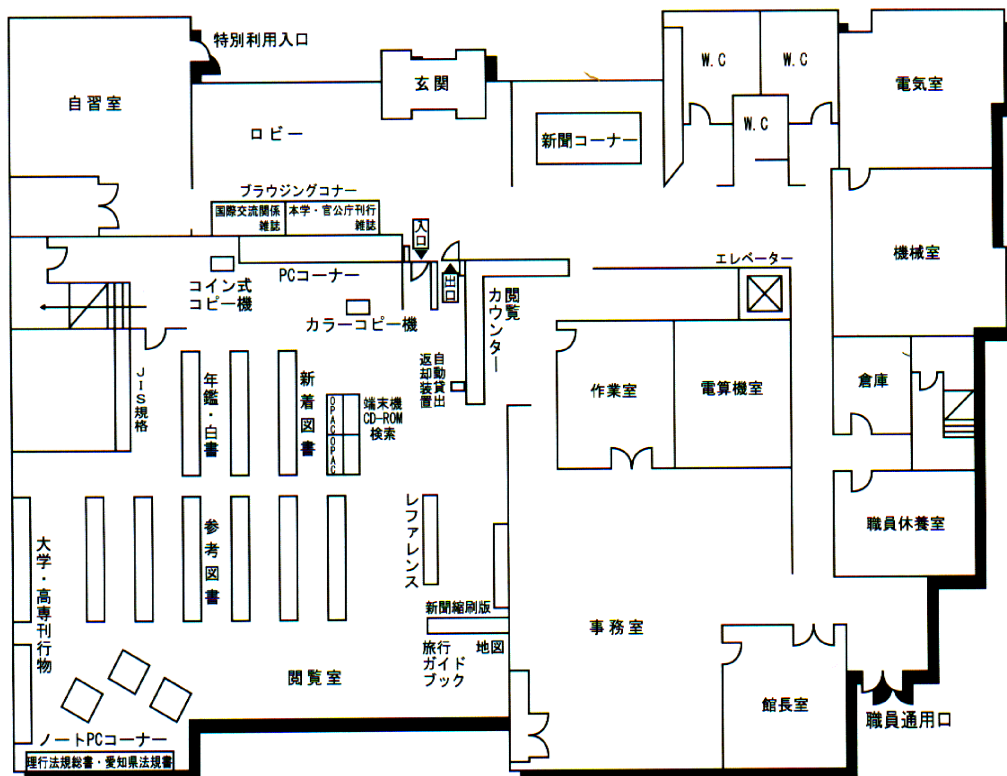 特別利用入口
自習室
玄関
ロビー
新聞コーナー
W.C
W.C
W.C
電気室
ブラウジングコナー
国際交流関係
雑誌
本学・官公庁刊行
雑誌
入口
出口
PCコーナー
コイン式
コピー機
カラーコピー機
閲覧
カウンター
エレベーター
機械室
自動貸出
返却装置
作業室
電算機室
倉庫
JIS規格
年鑑・白書
新着図書
OPAC
OPAC
端末機
CD-ROM
検索
大学・高専刊行物
参考図書
レファレンス
職員休養室
新聞縮刷版
旅行
ガイド
ブック
地図
事務室
閲覧室
館長室
職員通用口
ノートPCコーナー
理行法規総書・愛知県法規書